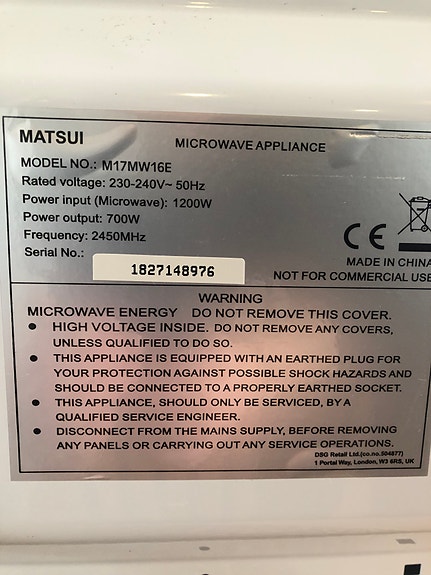 MATSUI
MICROWAVE APPLIANCE
MODEL NO.: M17MW16E
Rated voltage: 230-240V~ 50Hz
Power input (Microwave): 1200W
Power output: 700W
Frequency: 2450MHz
Serial No.:
1827148976
CE
MADE IN CHINA
NOT FOR COMMERCIAL USE
WARNING
MICROWAVE ENERGY DO NOT REMOVE THIS COVER.
• HIGH VOLTAGE INSIDE. DO NOT REMOVE ANY COVERS,
UNLESS QUALIFIED TO DO SO.
• THIS APPLIANCE IS EQUIPPED WITH AN EARTHED PLUG FOR
YOUR PROTECTION AGAINST POSSIBLE SHOCK HAZARDS AND
SHOULD BE CONNECTED TO A PROPERLY EARTHED SOCKET.
• THIS APPLIANCE, SHOULD ONLY BE SERVICED, BY A
QUALIFIED SERVICE ENGINEER.
• DISCONNECT FROM THE MAINS SUPPLY, BEFORE REMOVING
ANY PANELS OR CARRYING OUT ANY SERVICE OPERATIONS.
DSG Retail Ltd.(co.no.504877)
1 Portal Way, London, W3 6RS, UK